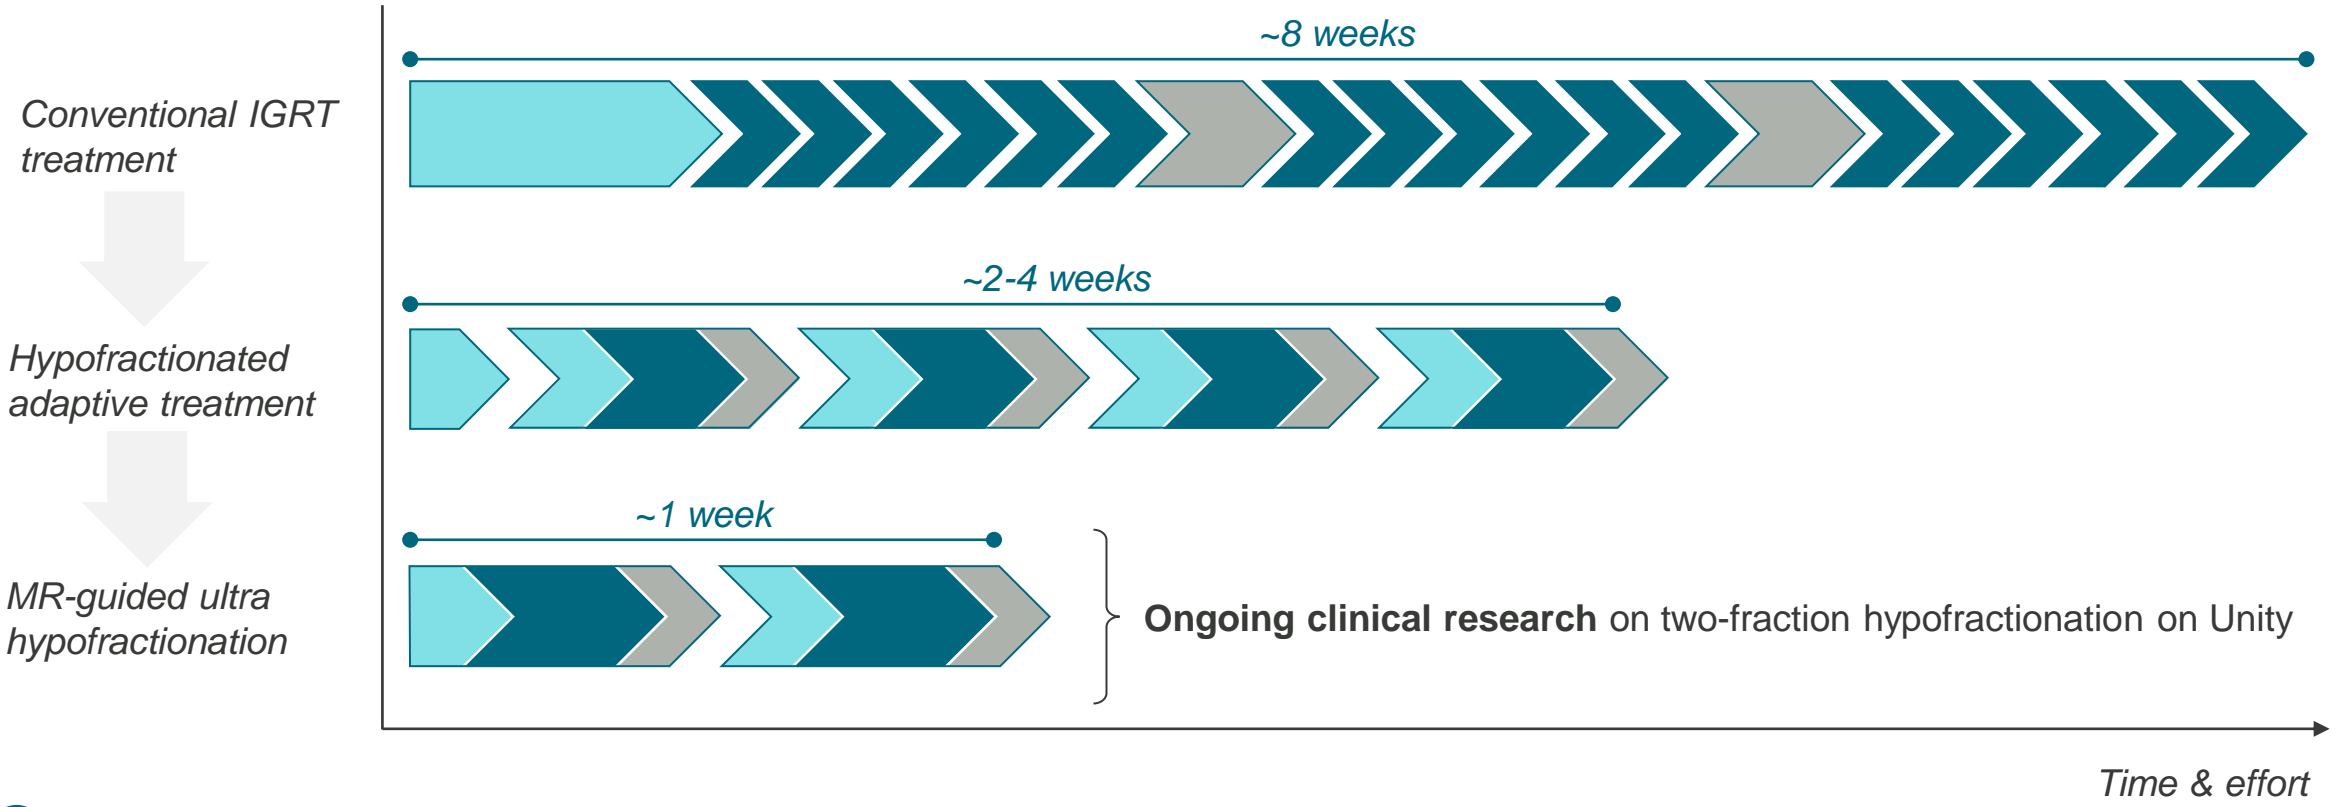 ~8 weeks
Conventional IGRT
treatment
~2-4 weeks
Hypofractionated
adaptive treatment
~1 week
MR-guided ultra
hypofractionation
Ongoing clinical research on two-fraction hypofractionation on Unity
Time & effort